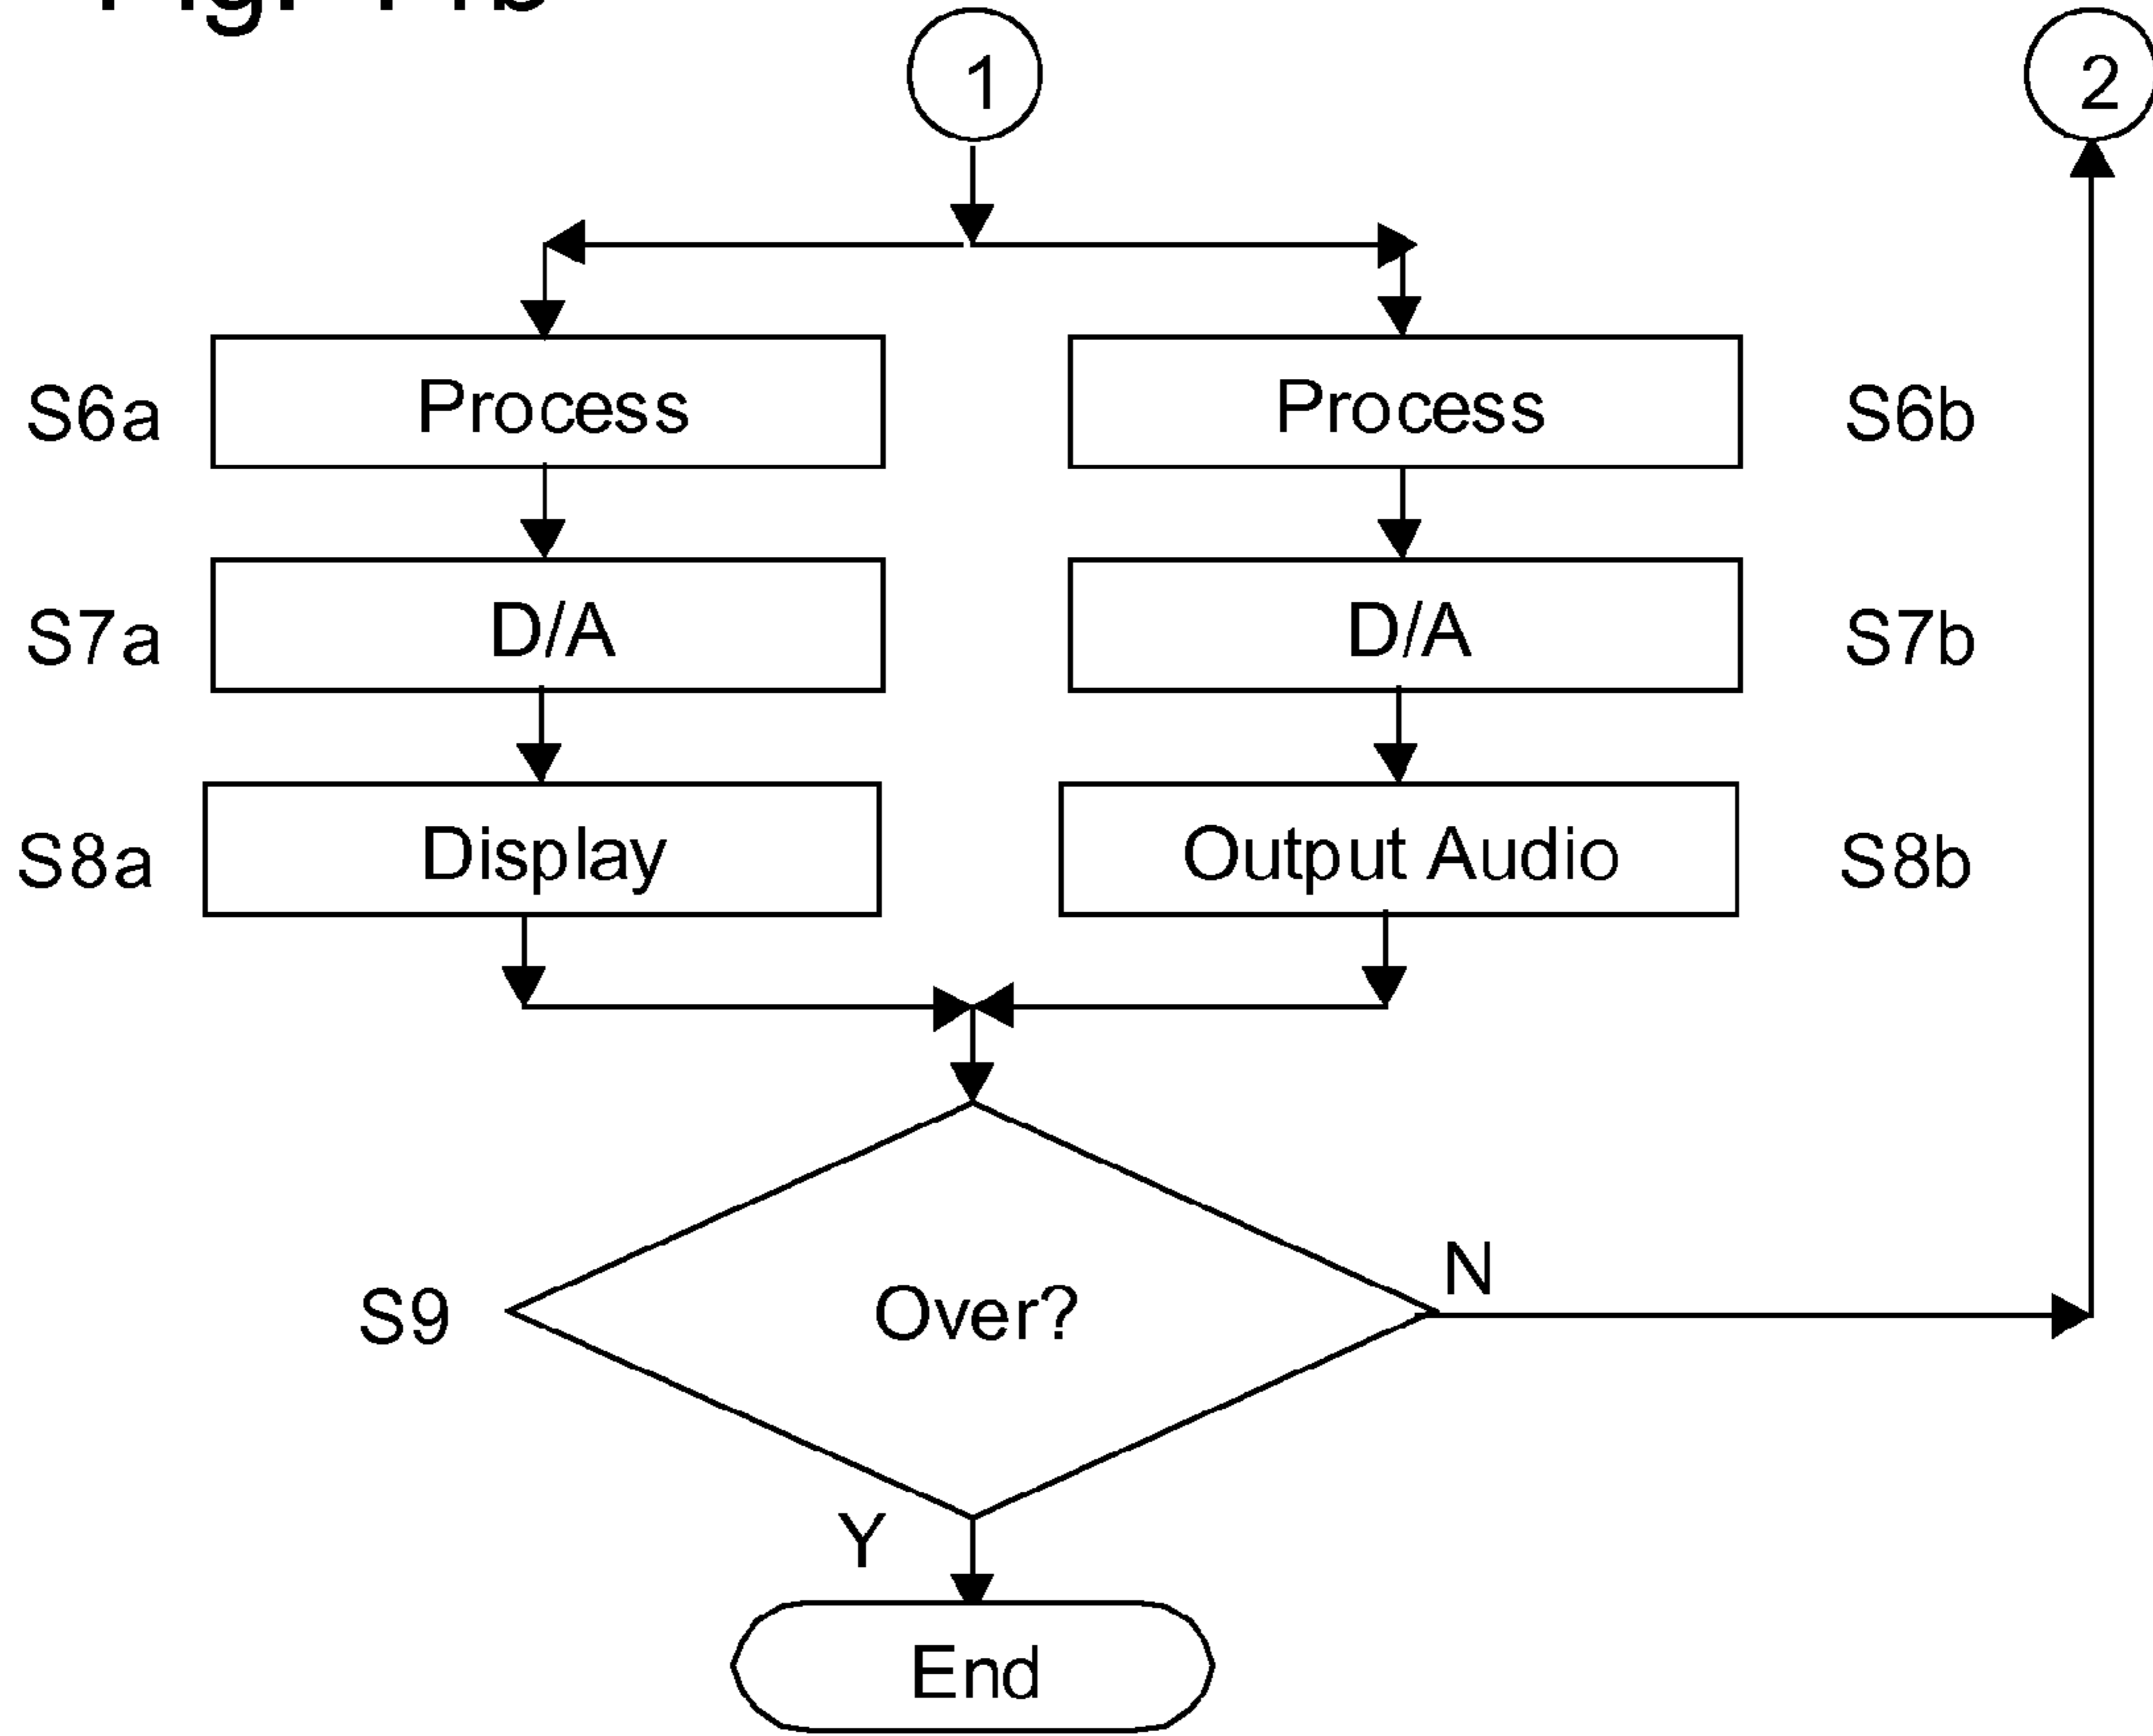 1
2
Process
Process
S6a
S6b
D/A
D/A
S7a
S7b
Display
Output Audio
S8a
S8b
N
Over?
S9
Y
End